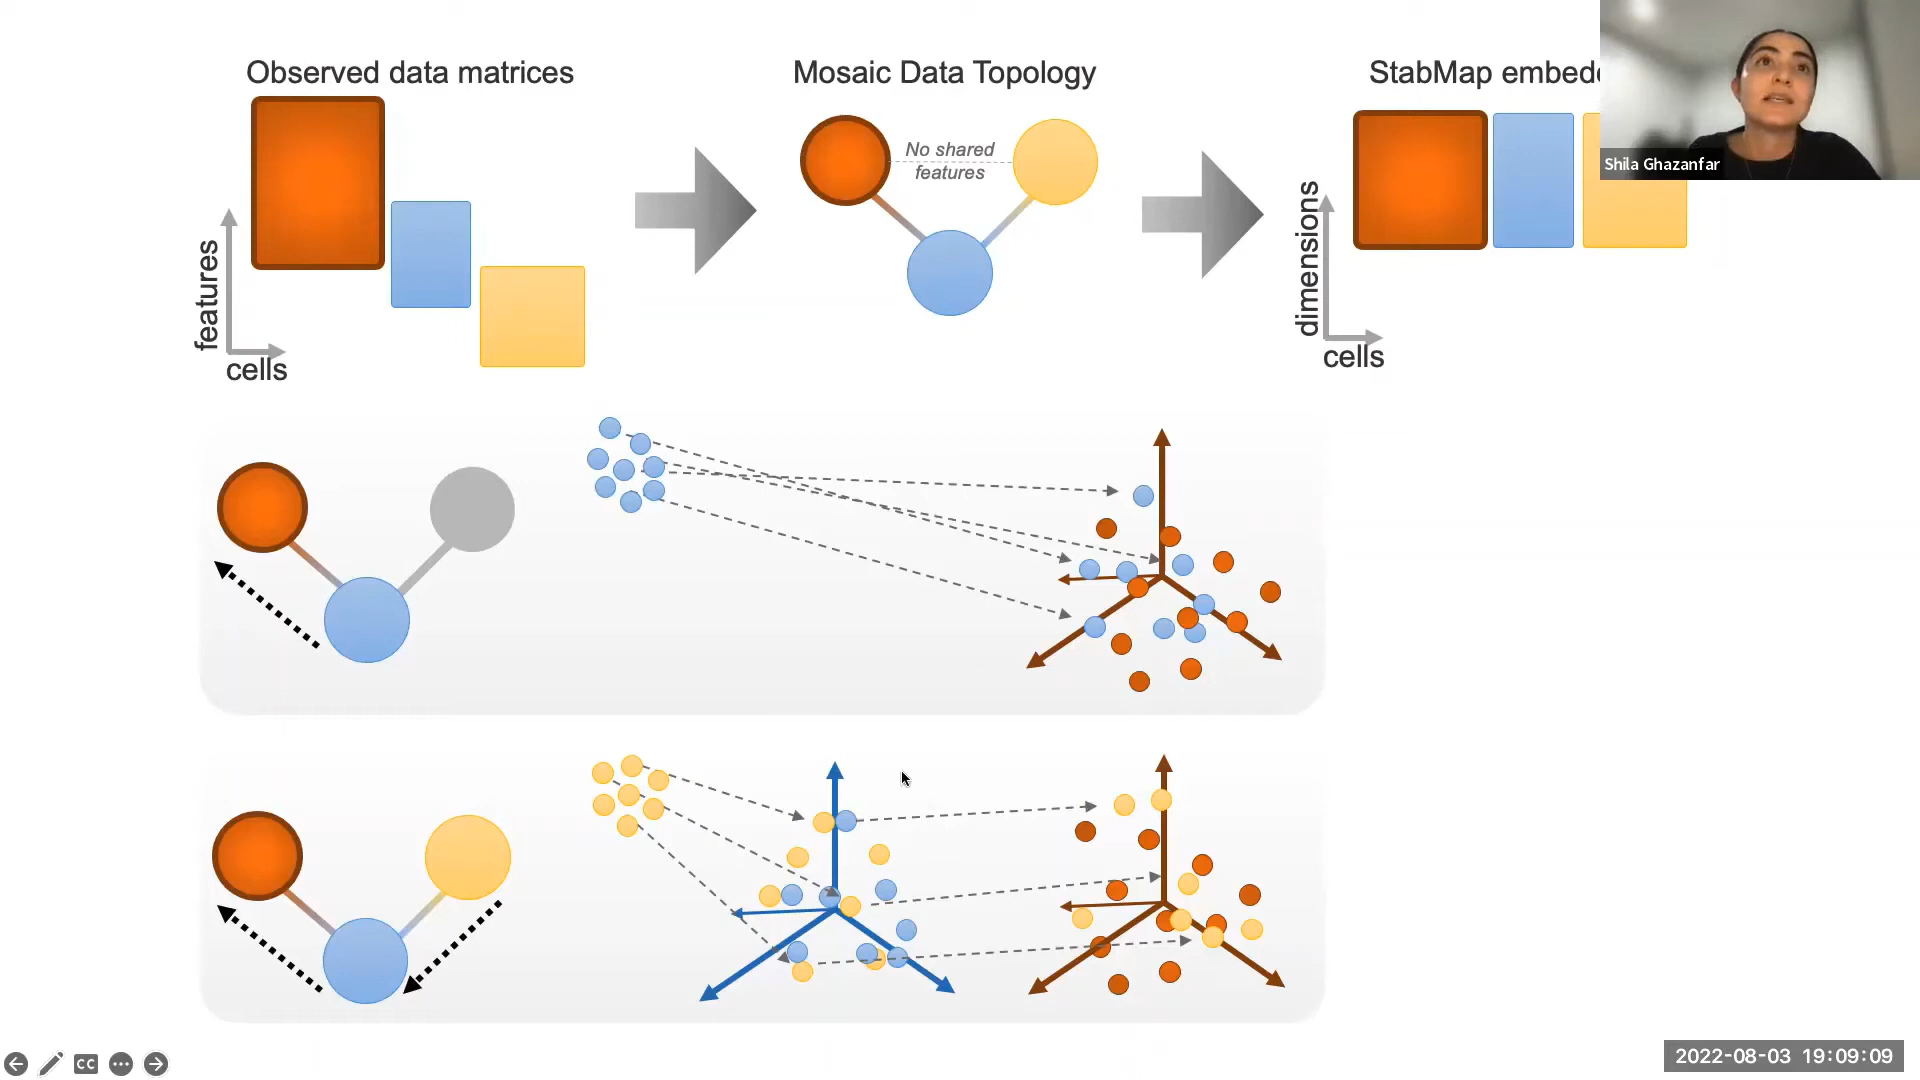 Observed data matrices
Mosaic Data Topology
StabMap embed
No shared
features
features
cells
dimensions
cells
Shila Ghazanfar
CC
2022-08-03 19:09:09